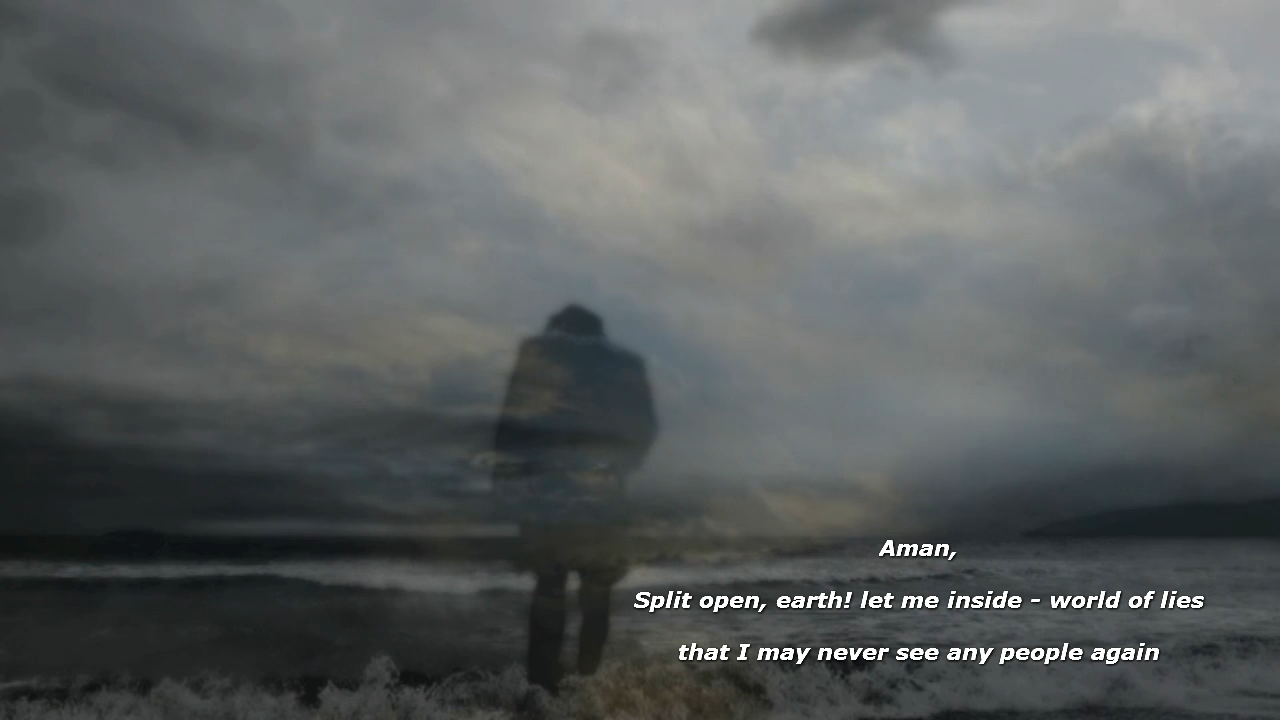 Aman,
Split open, earth! let me inside - world of lies
that I may never see any people again